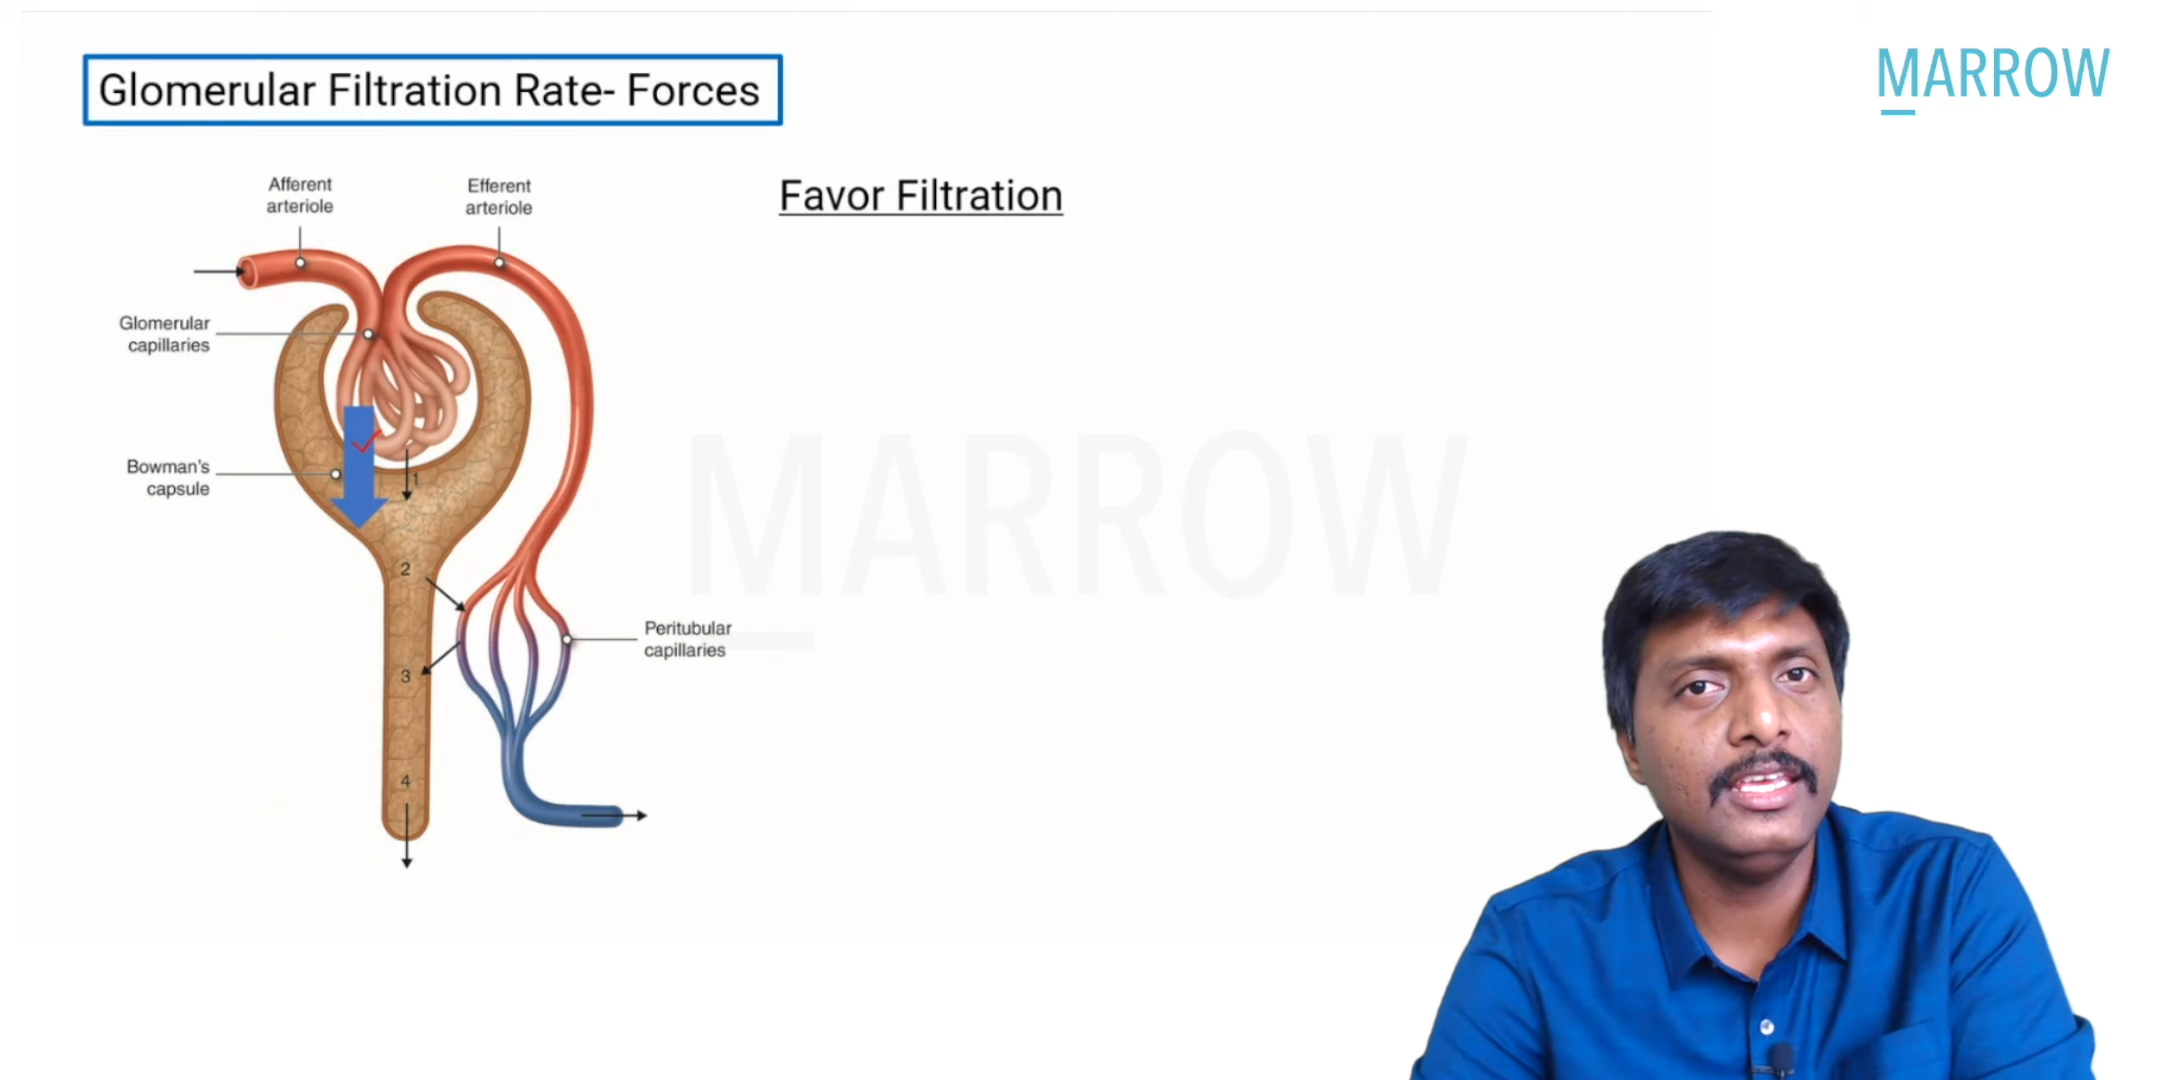 MARROW
Glomerular Filtration Rate- Forces
Afferent
arteriole
Efferent
arteriole
Favor Filtration
Glomerular
capillaries
Bowman's
capsule
1
2
Peritubular
capillaries
3
4
MARROW